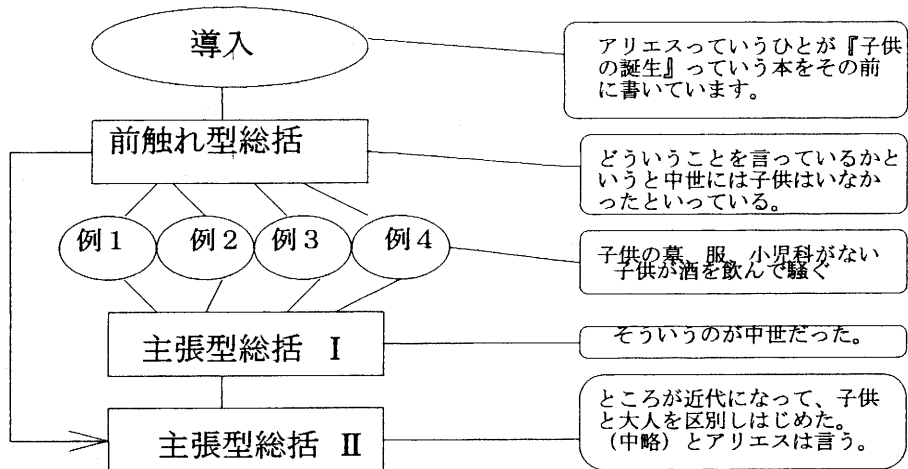 導入
アリエスっていうひとが『子供
の誕生』っていう本をその前
に書いています。
前触れ型総括
どういうことを言っているかと
いうと中世には子供はいなか
ったといっている。
例1
例2
例3
例4
子供の墓、服、小児科がない
子供が酒を飲んで騒ぐ
主張型総括 Ⅰ
そういうのが中世だった。
主張型総括 Ⅱ
ところが近代になって、子供
と大人を区別しはじめた。
(中略)とアリエスは言う。